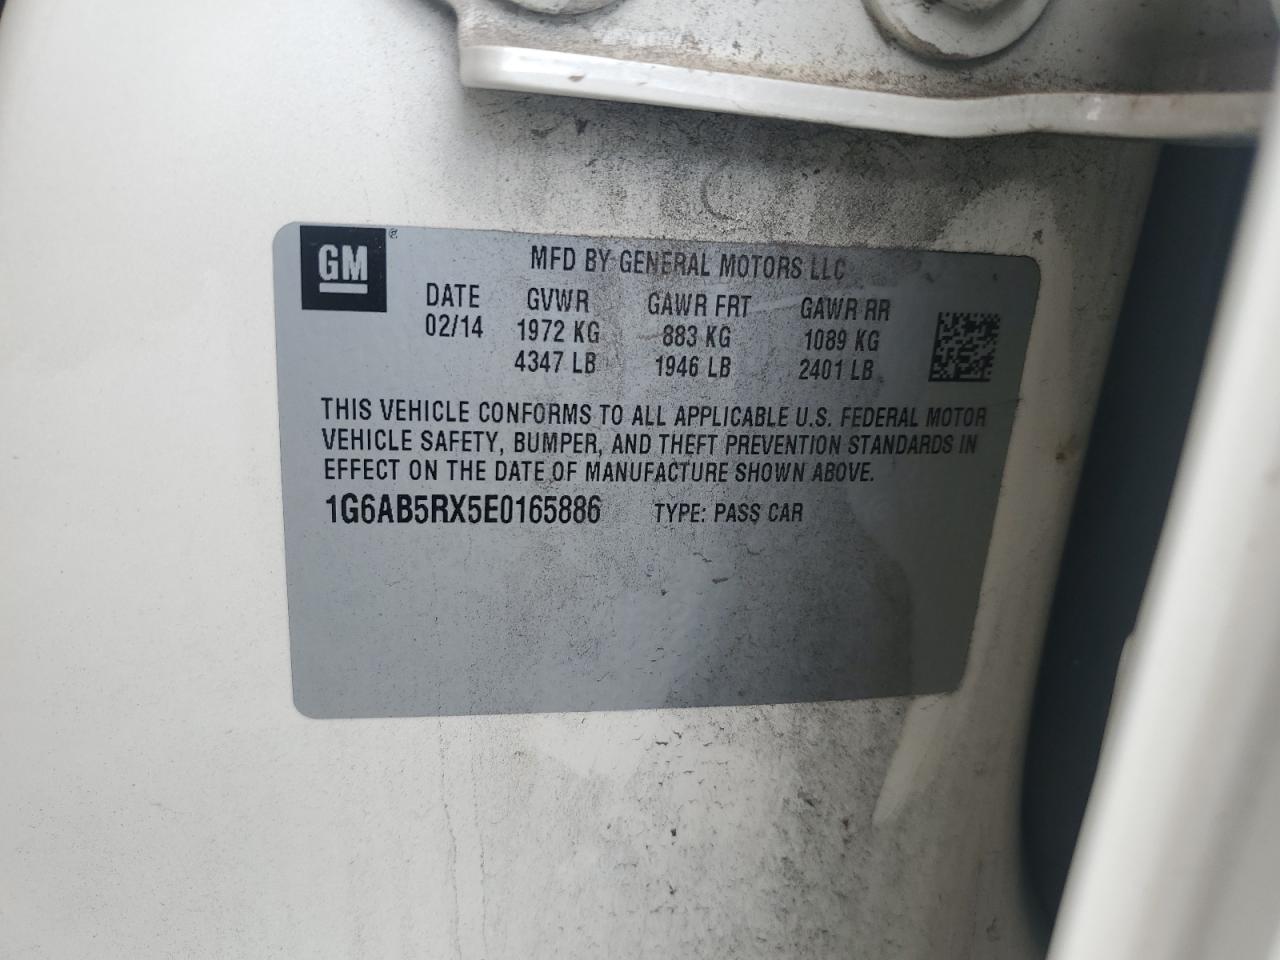 GM®
MFD BY GENERAL MOTORS LLC
DATE GVWR GAWR FRT GAWR RR
02/14 1972 KG 883 KG 1089 KG
4347 LB 1946 LB 2401 LB
THIS VEHICLE CONFORMS TO ALL APPLICABLE U.S. FEDERAL MOTOR
VEHICLE SAFETY, BUMPER, AND THEFT PREVENTION STANDARDS IN
EFFECT ON THE DATE OF MANUFACTURE SHOWN ABOVE.
1G6AB5RX5E0165886 TYPE: PASS CAR